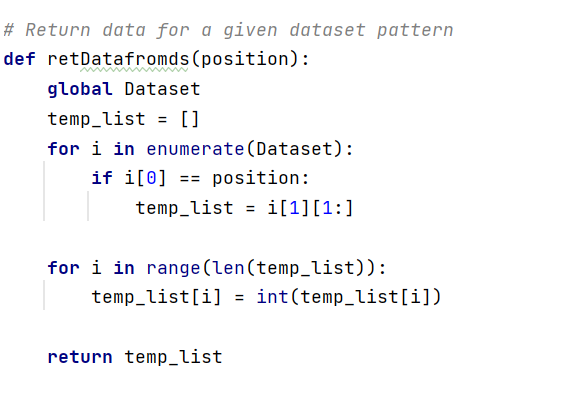 # Return data for a given dataset pattern
def retDatafromds(position):
    global Dataset
    temp_list = []
    for i in enumerate(Dataset):
        if i[0] == position:
            temp_list = i[1][1:]

    for i in range(len(temp_list)):
        temp_list[i] = int(temp_list[i])

    return temp_list